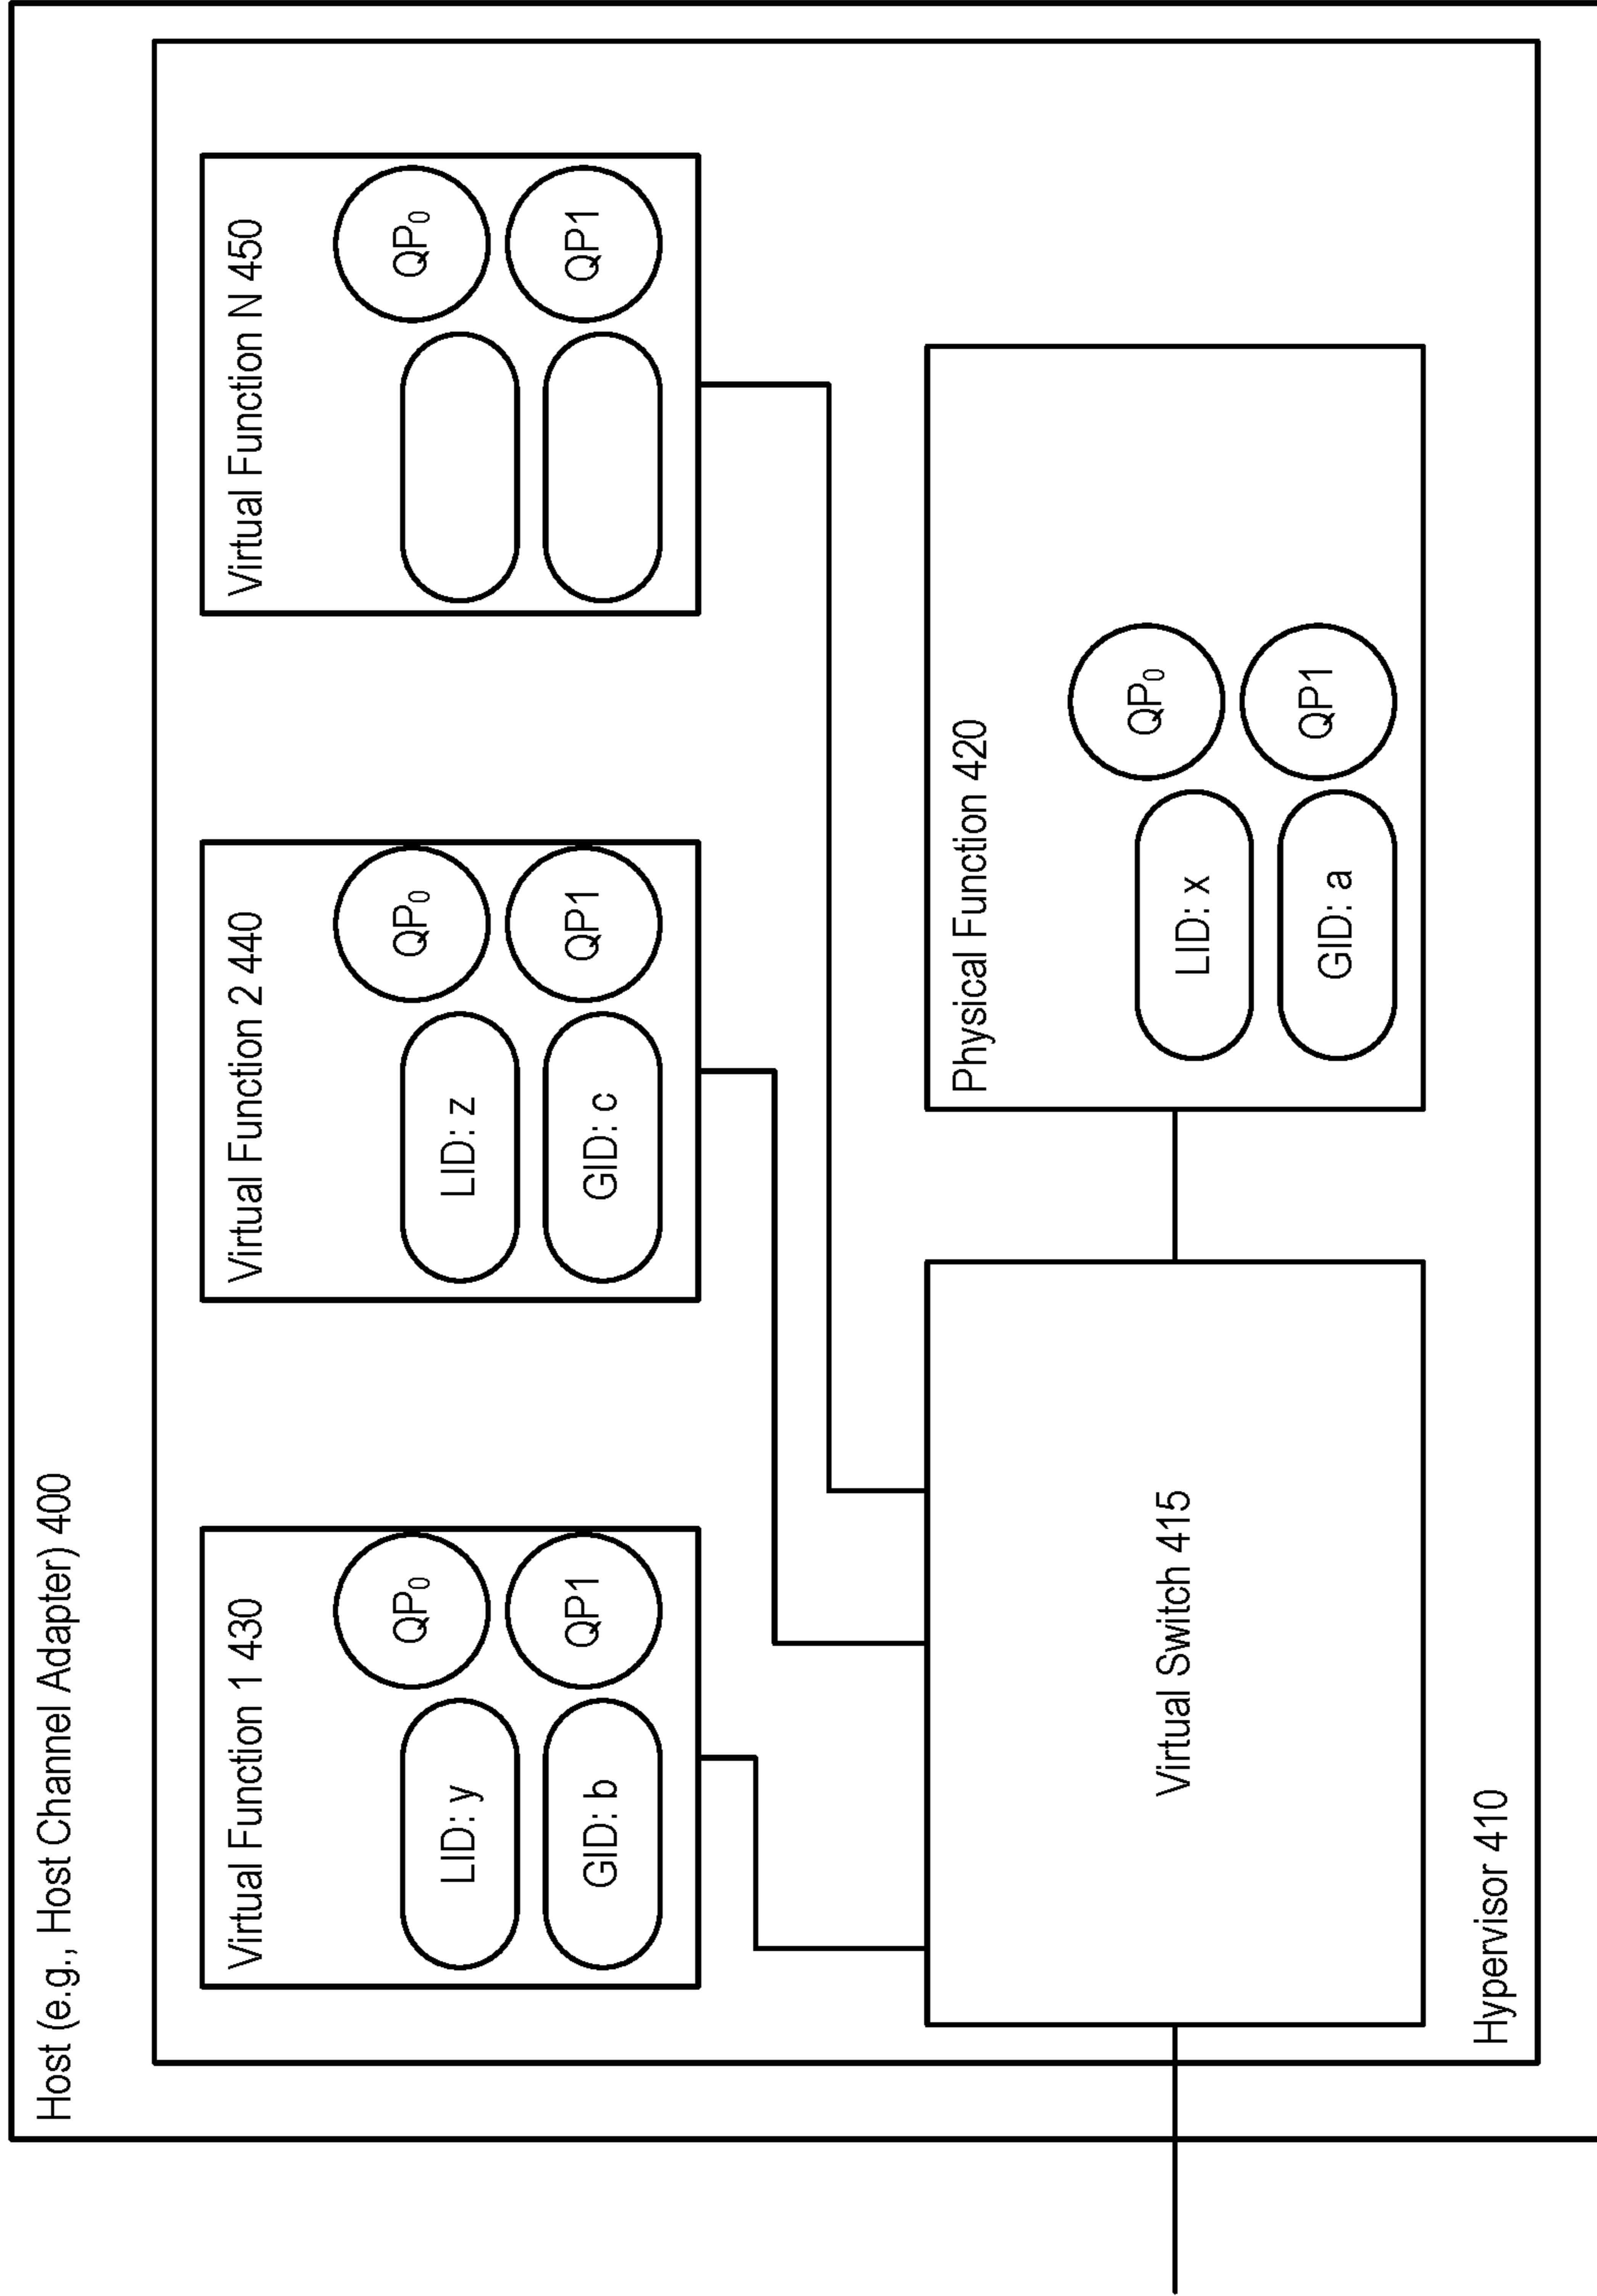 Host (e.g., Host Channel Adapter) 400
Virtual Function 1 430
QP0
LID: y
QP1
GID: b
Virtual Function 2 440
QP0
LID: z
QP1
GID: c
Virtual Function N 450
QP0
QP1
Virtual Switch 415
Physical Function 420
QP0
LID: x
QP1
GID: a
Hypervisor 410